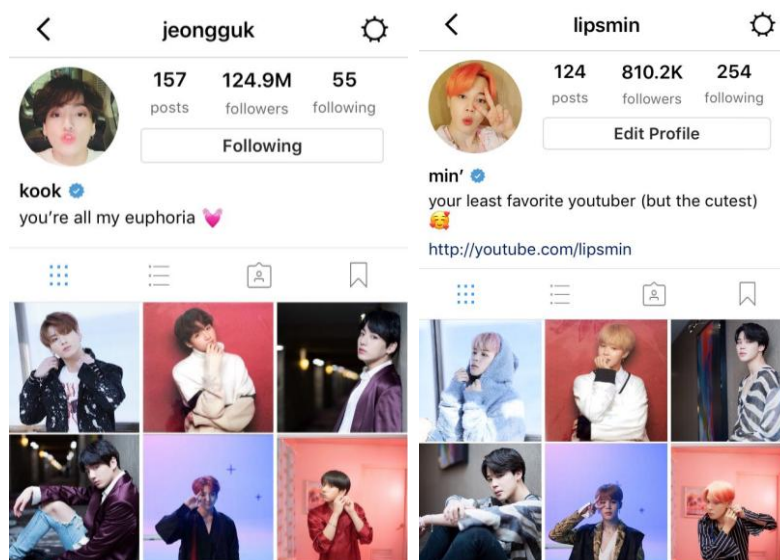 jeongguk
157 124.9M 55
posts followers following
Following
kook
you're all my euphoria 💓
lipsmin
124 810.2K 254
posts followers following
Edit Profile
min'
your least favorite youtuber (but the cutest)
🥰
http://youtube.com/lipsmin